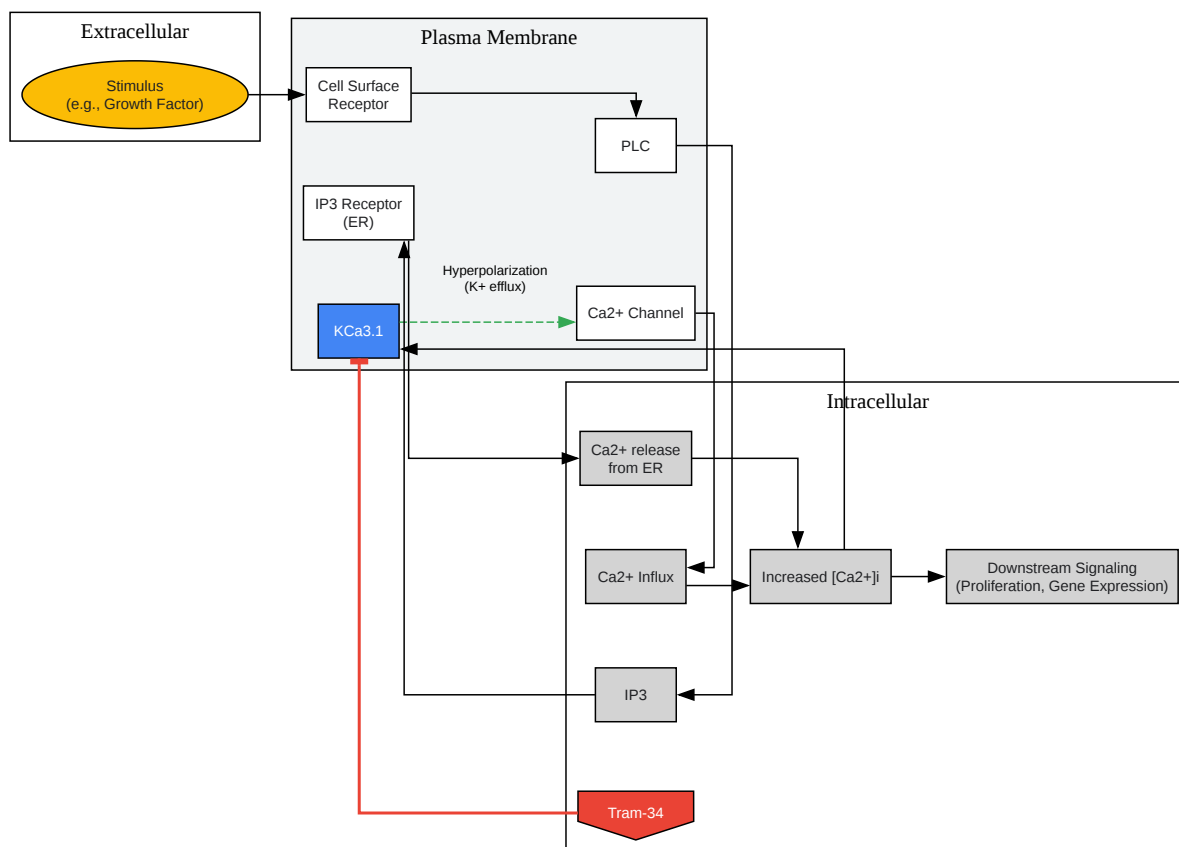 Extracellular
Stimulus
(e.g., Growth Factor)
Plasma Membrane
Cell Surface
Receptor
PLC
IP3 Receptor
(ER)
Hyperpolarization
(K+ efflux)
KCa3.1
Ca2+ Channel
Intracellular
Ca2+ release
from ER
Ca2+ Influx
Increased [Ca2+]i
Downstream Signaling
(Proliferation, Gene Expression)
IP3
Tram-34